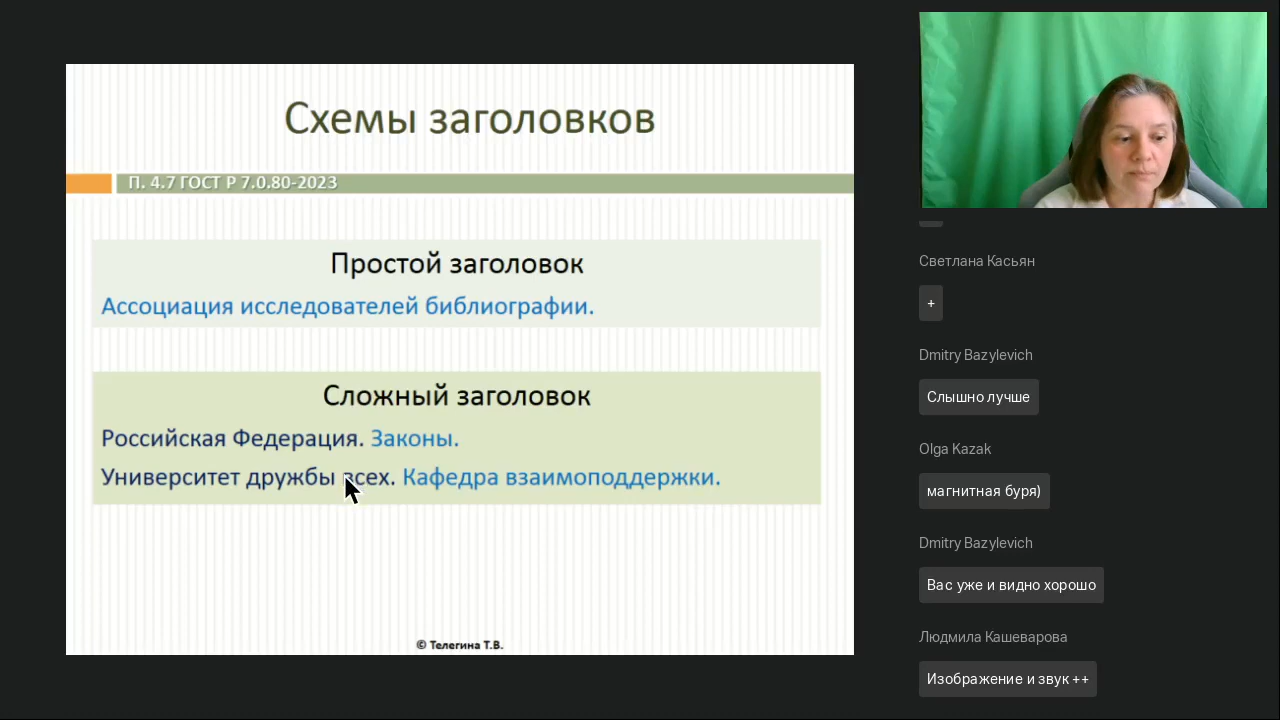 Схемы заголовков
П. 4.7 ГОСТ Р 7.0.80-2023
Простой заголовок
Ассоциация исследователей библиографии.
Сложный заголовок
Российская Федерация. Законы.
Университет дружбы всех. Кафедра взаимоподдержки.
© Телегина Т.В.
Светлана Касьян
+
Dmitry Bazylevich
Слышно лучше
Olga Kazak
магнитная буря)
Dmitry Bazylevich
Вас уже и видно хорошо
Людмила Кашеварова
Изображение и звук ++